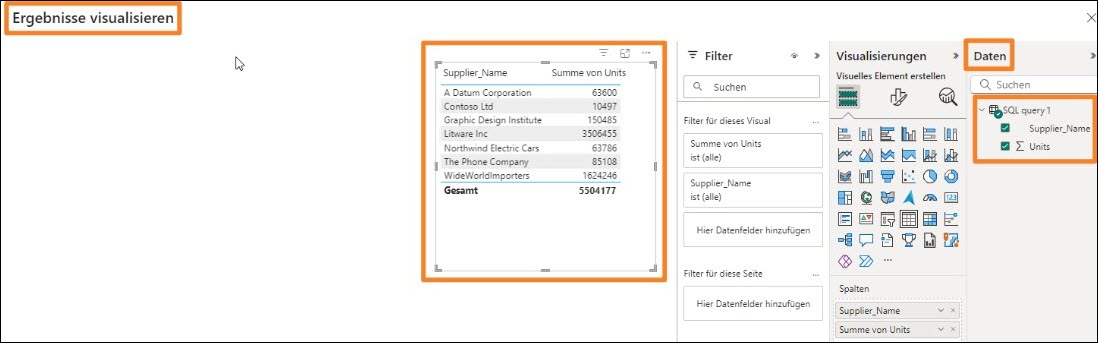 Ergebnisse visualisieren
Supplier_Name Summe von Units
A Datum Corporation 63600
Contoso Ltd 10497
Graphic Design Institute 150485
Litware Inc 3506455
Northwind Electric Cars 63786
The Phone Company 85108
WideWorldImporters 1624246
Gesamt 5504177
Filter
Suchen
Filter für dieses Visual
Summe von Units
ist (alle)
Supplier_Name
ist (alle)
Hier Datenfelder hinzufügen
Filter für diese Seite
Hier Datenfelder hinzufügen
Visualisierungen
Visuelles Element erstellen
123
Spalten
Supplier_Name
Summe von Units
Daten
Suchen
SQL query 1
Supplier_Name
Units